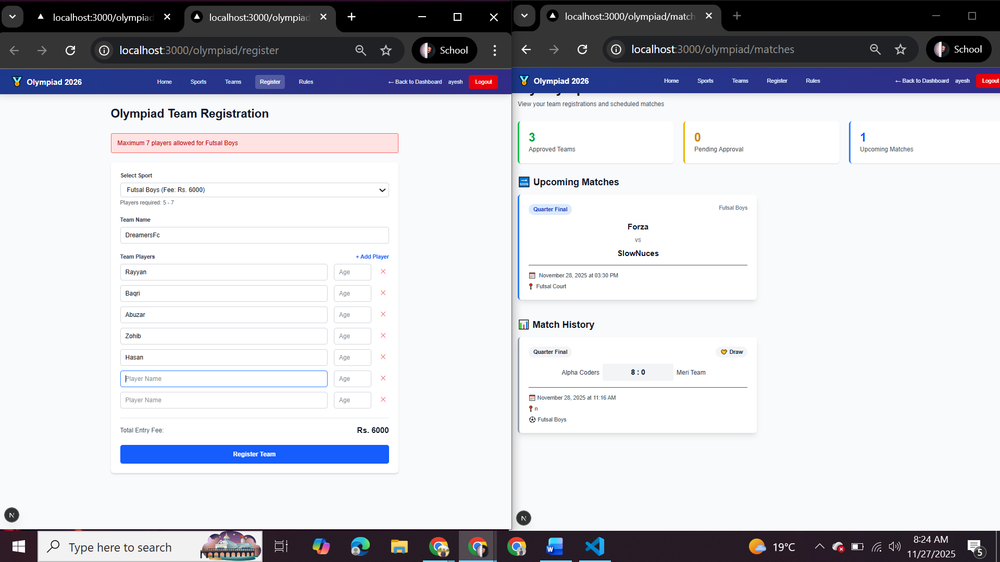 localhost:3000/olympiad
localhost:3000/olympiad
localhost:3000/olympiad/register
School
Olympiad 2026
Home
Sports
Teams
Register
Rules
← Back to Dashboard
ayesh
Logout
Olympiad Team Registration
Maximum 7 players allowed for Futsal Boys
Select Sport
Futsal Boys (Fee: Rs. 6000)
Players required: 5 - 7
Team Name
DreamersFc
Team Players
+ Add Player
Rayyan
Age
Baqri
Age
Abuzar
Age
Zohib
Age
Hasan
Age
Player Name
Age
Player Name
Age
Total Entry Fee:
Rs. 6000
Register Team
N
localhost:3000/olympiad/match
localhost:3000/olympiad/matches
School
Olympiad 2026
Home
Sports
Teams
Register
Rules
← Back to Dashboard
ayesh
Logout
View your team registrations and scheduled matches
3
Approved Teams
0
Pending Approval
1
Upcoming Matches
SOON
Upcoming Matches
Quarter Final
Futsal Boys
Forza
vs
SlowNuces
November 28, 2025 at 03:30 PM
Futsal Court
Match History
Quarter Final
Draw
Alpha Coders
8 : 0
Meri Team
November 28, 2025 at 11:16 AM
n
Futsal Boys
N
Type here to search
W
19°C
8:24 AM
11/27/2025
5